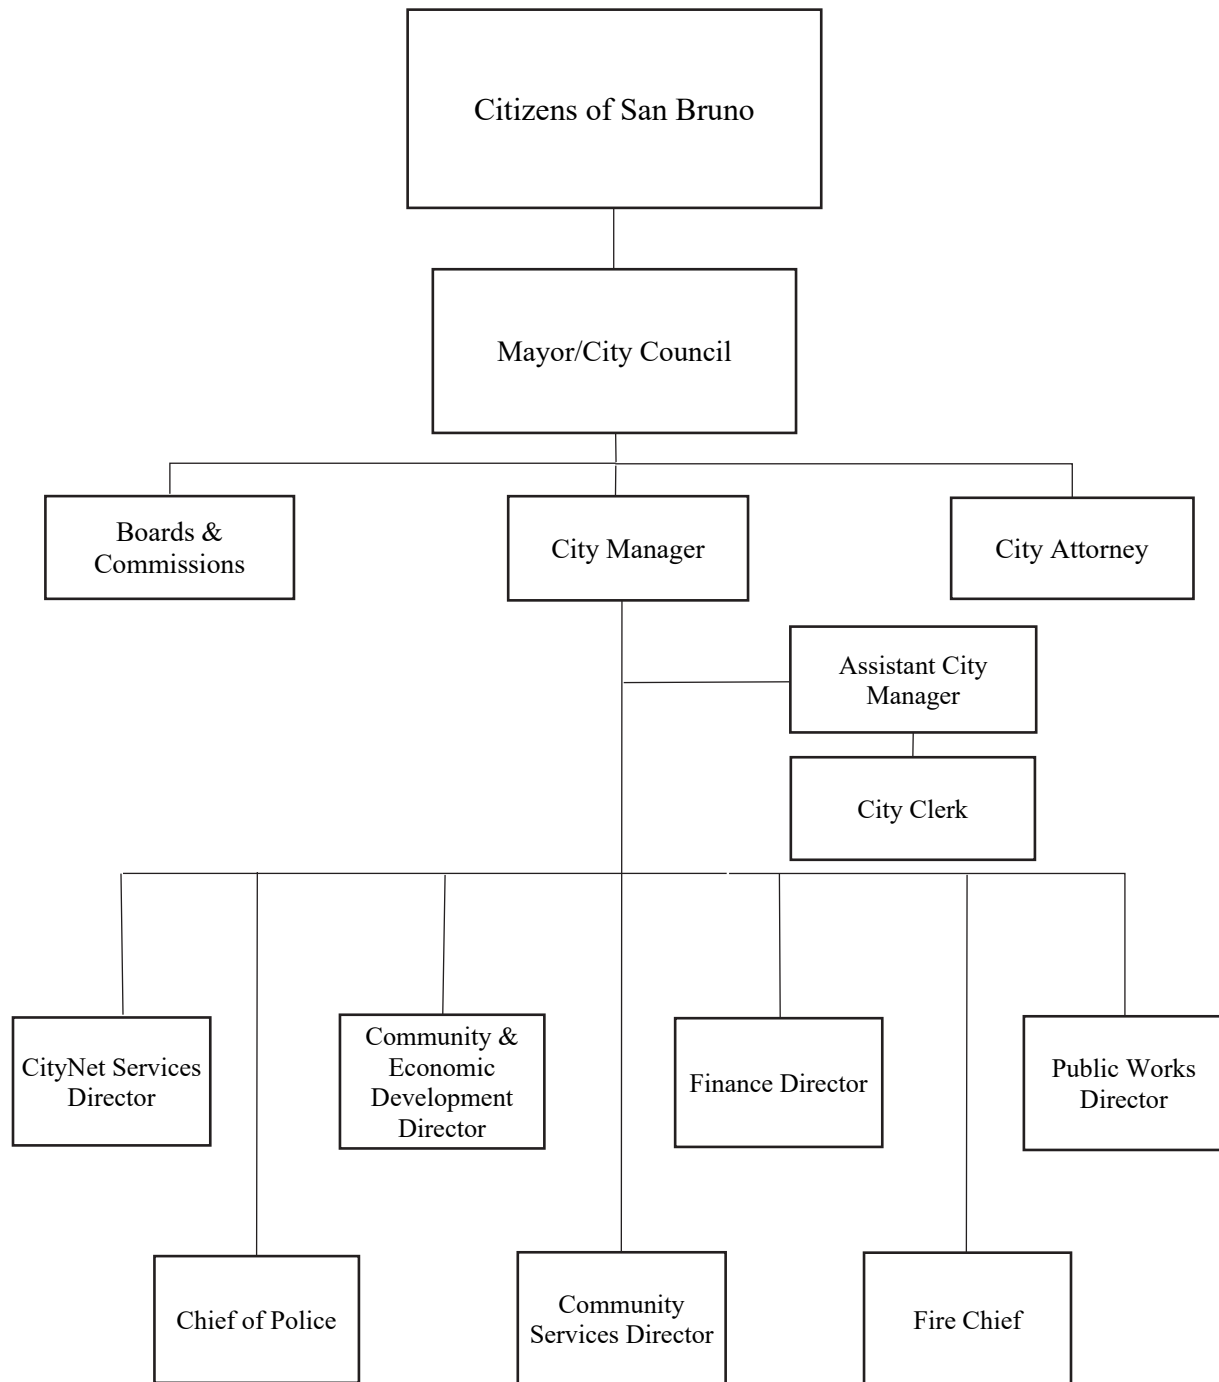 Citizens of San Bruno
Mayor/City Council
Boards &
Commissions
City Manager
City Attorney
Assistant City
Manager
City Clerk
CityNet Services
Director
Community &
Economic
Development
Director
Finance Director
Public Works
Director
Chief of Police
Community
Services Director
Fire Chief